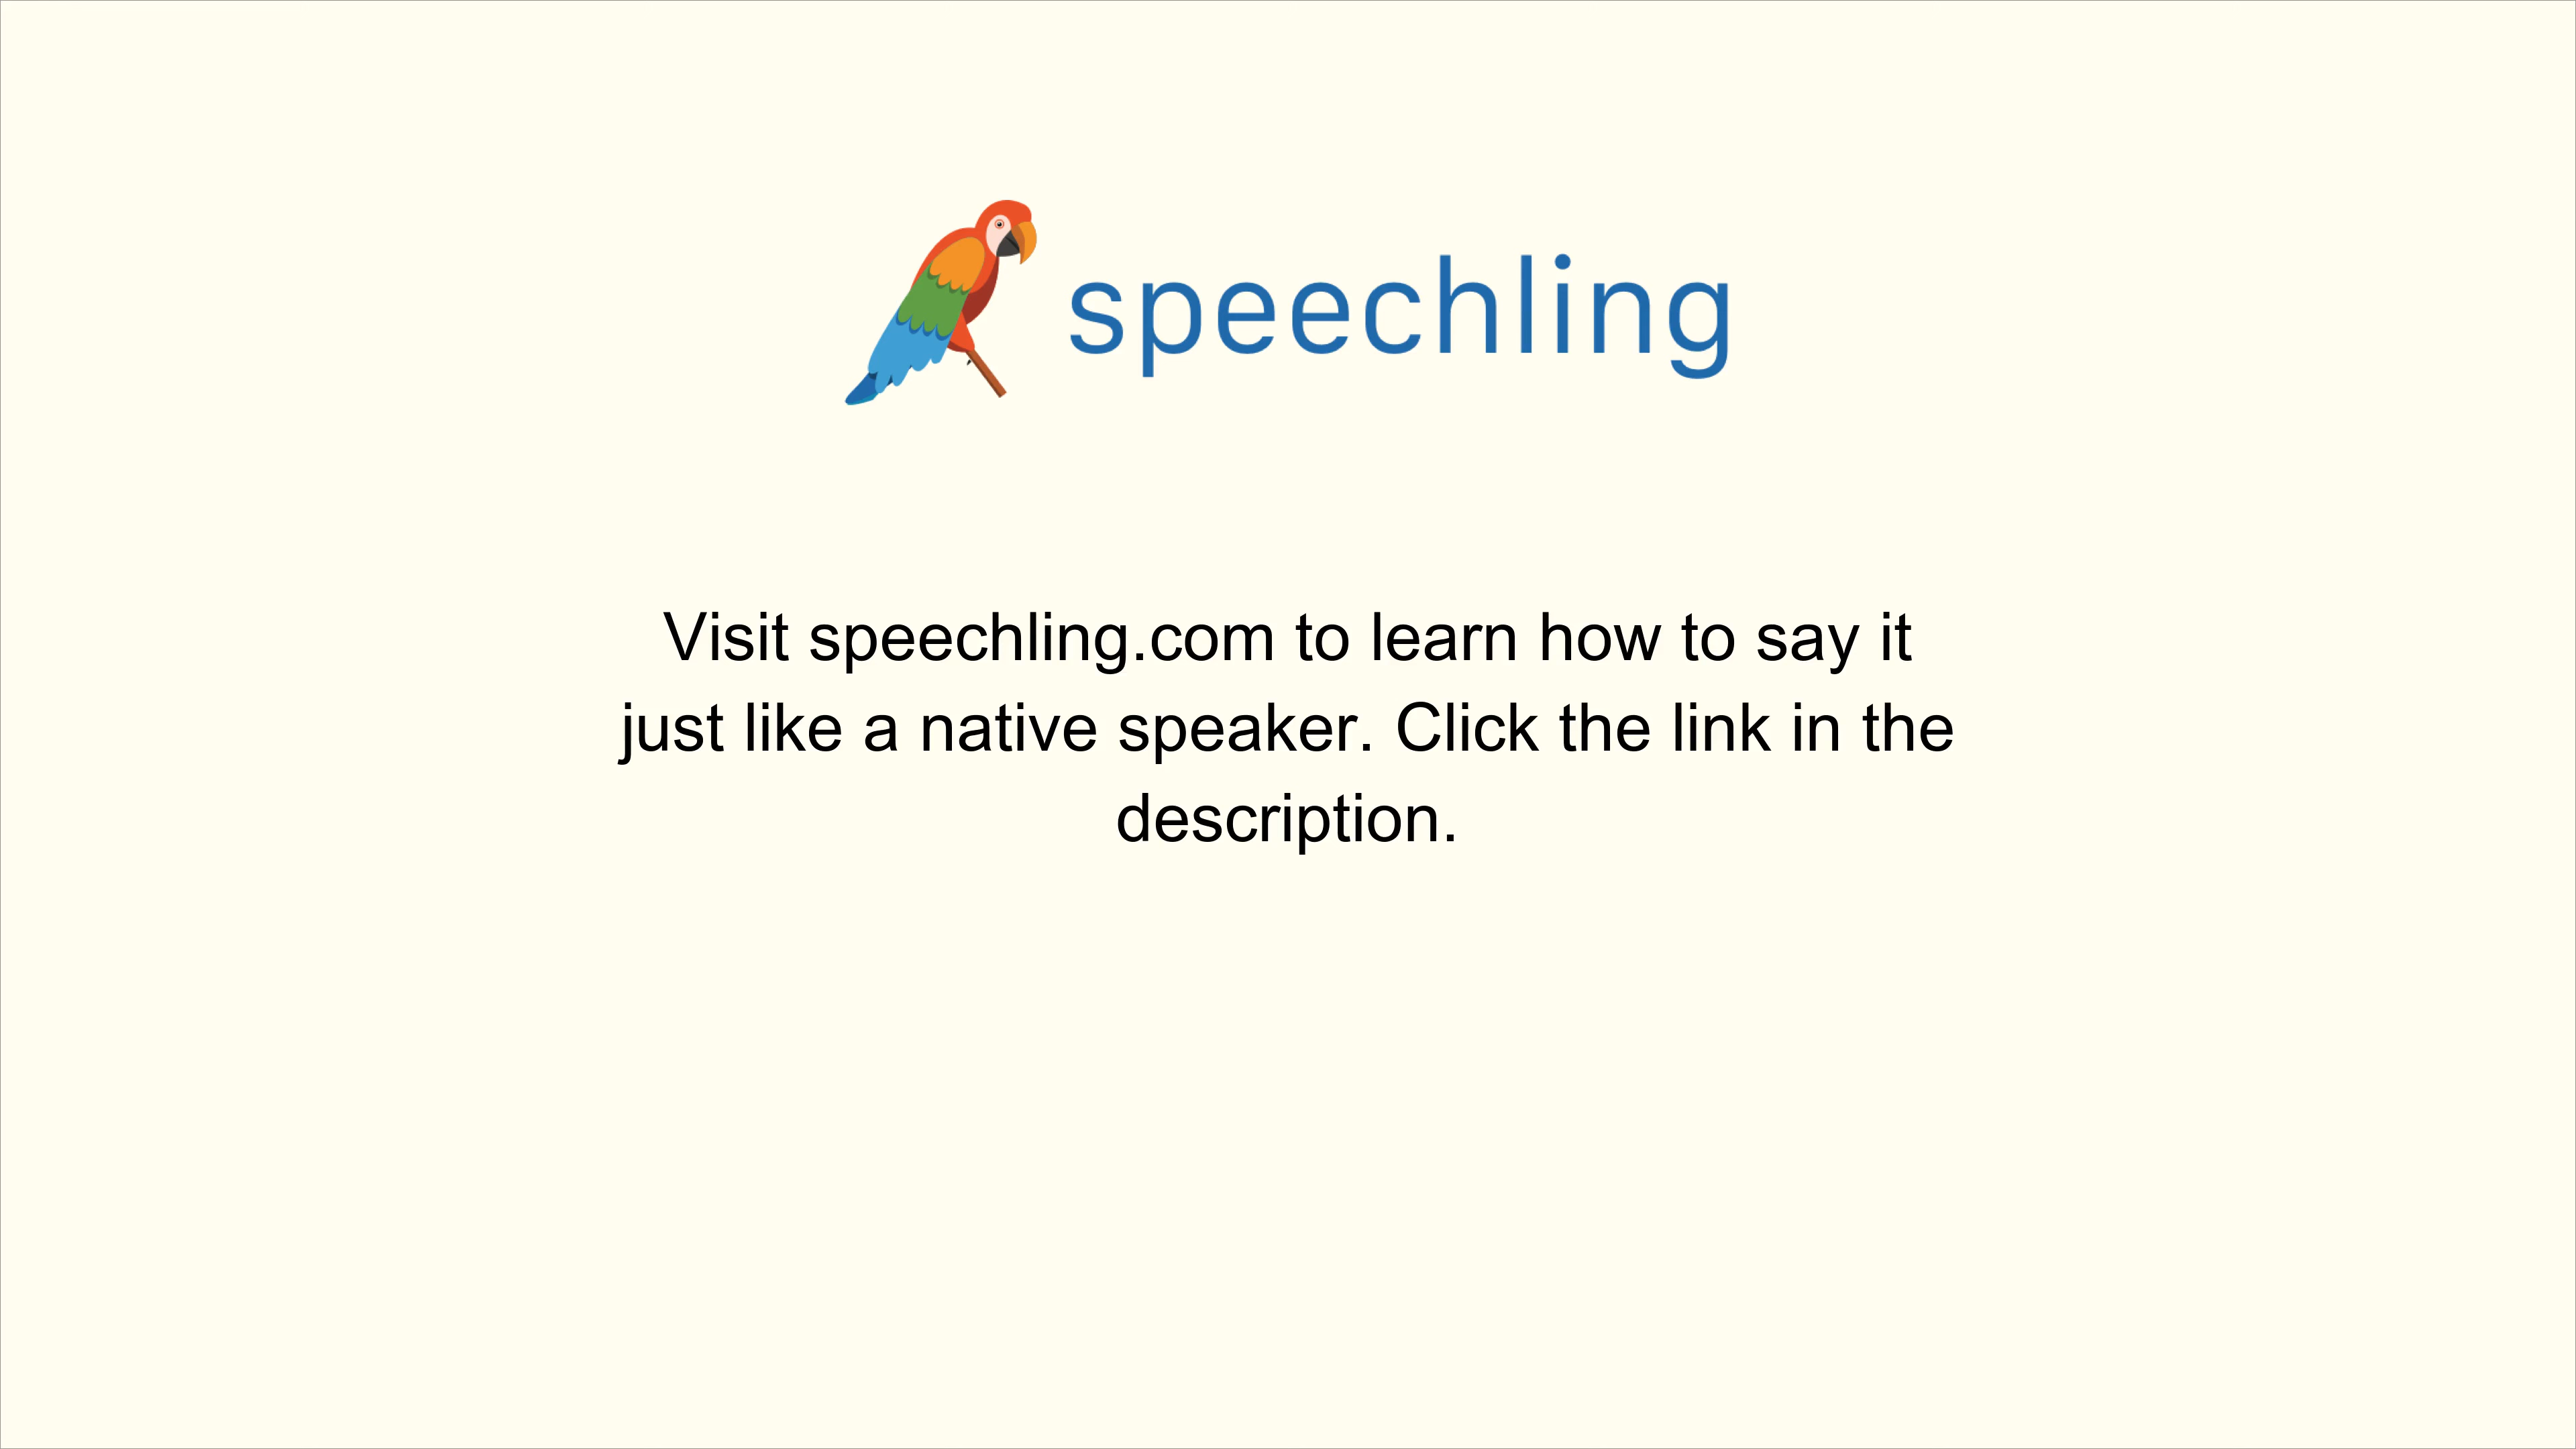 speechling
Visit speechling.com to learn how to say it
just like a native speaker. Click the link in the
description.